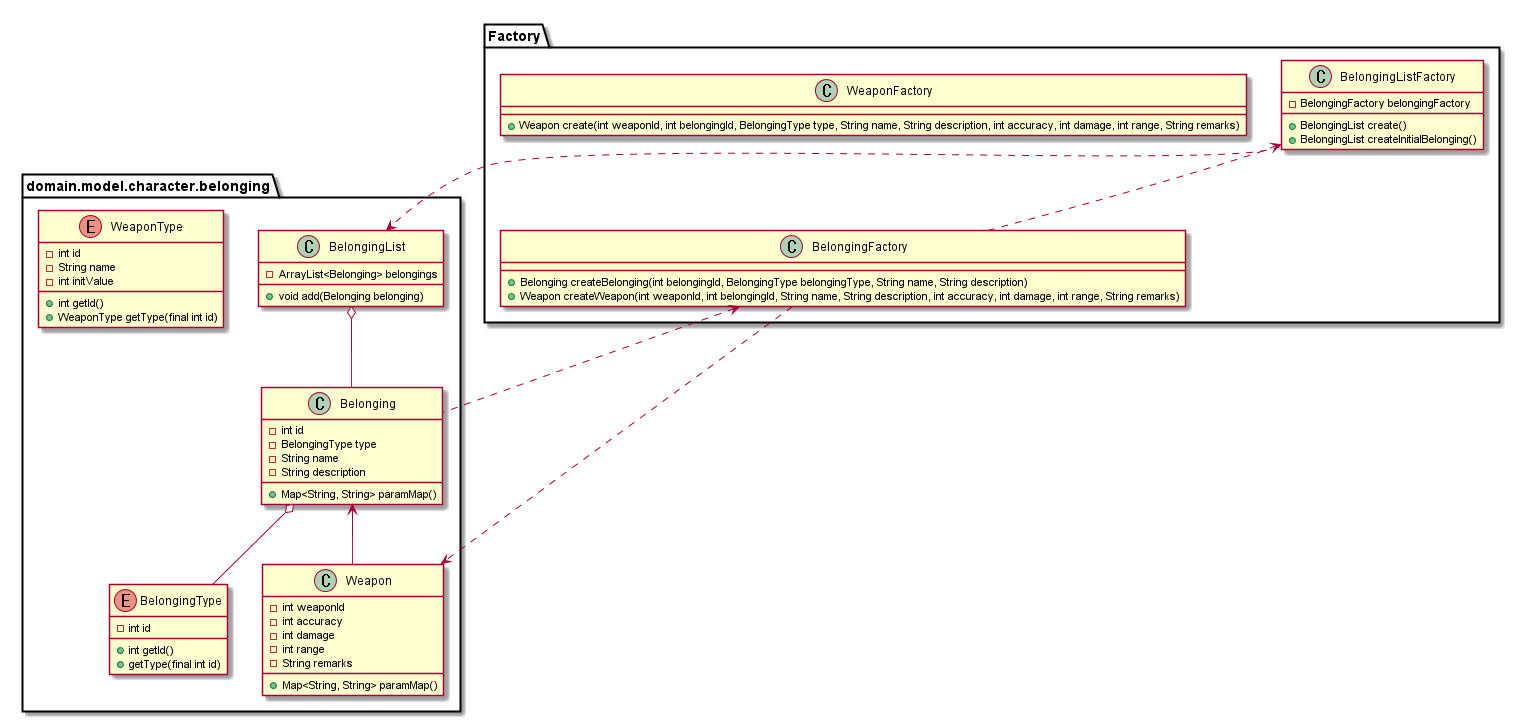 Factory
C WeaponFactory
Weapon create(int weaponId, int belongingId, BelongingType type, String name, String description, int accuracy, int damage, int range, String remarks)
C BelongingListFactory
BelongingFactory belongingFactory
BelongingList create()
BelongingList createInitialBelonging()
C BelongingFactory
Belonging createBelonging(int belongingId, BelongingType belongingType, String name, String description)
Weapon createWeapon(int weaponId, int belongingId, String name, String description, int accuracy, int damage, int range, String remarks)
domain.model.character.belonging
E WeaponType
int id
String name
int initValue
int getId()
WeaponType getType(final int id)
C BelongingList
ArrayList<Belonging> belongings
void add(Belonging belonging)
C Belonging
int id
BelongingType type
String name
String description
Map<String, String> paramMap()
E BelongingType
int id
int getId()
getType(final int id)
C Weapon
int weaponId
int accuracy
int damage
int range
String remarks
Map<String, String> paramMap()